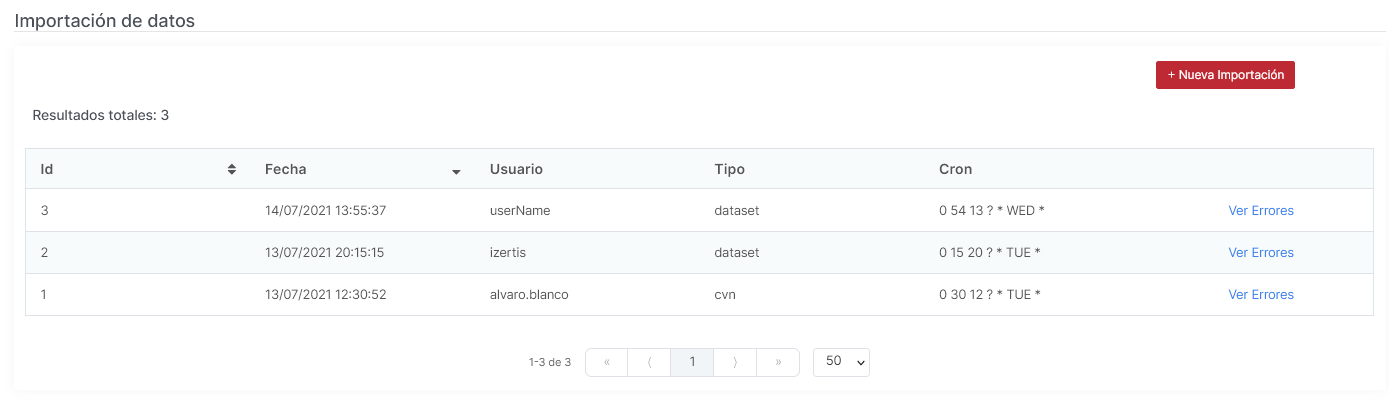 Importación de datos
+ Nueva Importación
Resultados totales: 3
Id Fecha Usuario Tipo Cron
3 14/07/2021 13:55:37 userName dataset 0 54 13 ? * WED * Ver Errores
2 13/07/2021 20:15:15 izertis dataset 0 15 20 ? * TUE * Ver Errores
1 13/07/2021 12:30:52 alvaro.blanco cvn 0 30 12 ? * TUE * Ver Errores
1-3 de 3 « ⟨ 1 ⟩ » 50